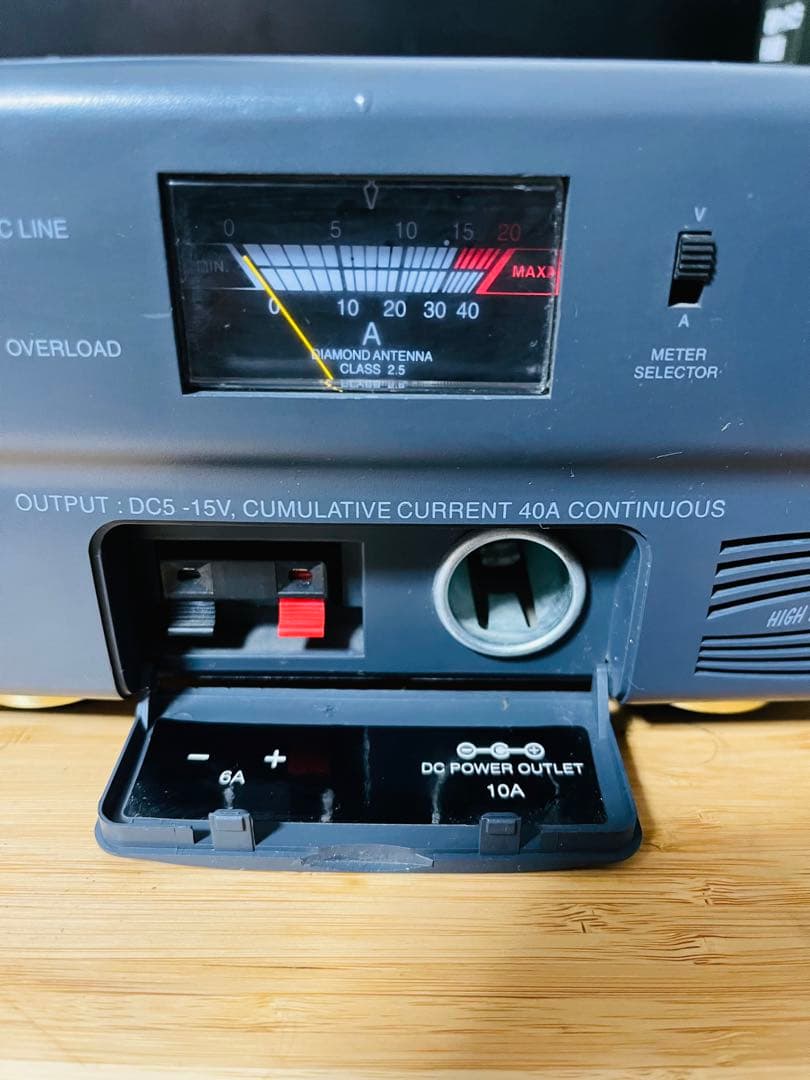 V
0 5 10 15 20
MIN. MAX
0 10 20 30 40
A
DIAMOND ANTENNA
CLASS 2.5
C LINE
OVERLOAD
V
A
METER
SELECTOR
OUTPUT : DC5 -15V, CUMULATIVE CURRENT 40A CONTINUOUS
HIGH
- +
6A
- C +
DC POWER OUTLET
10A